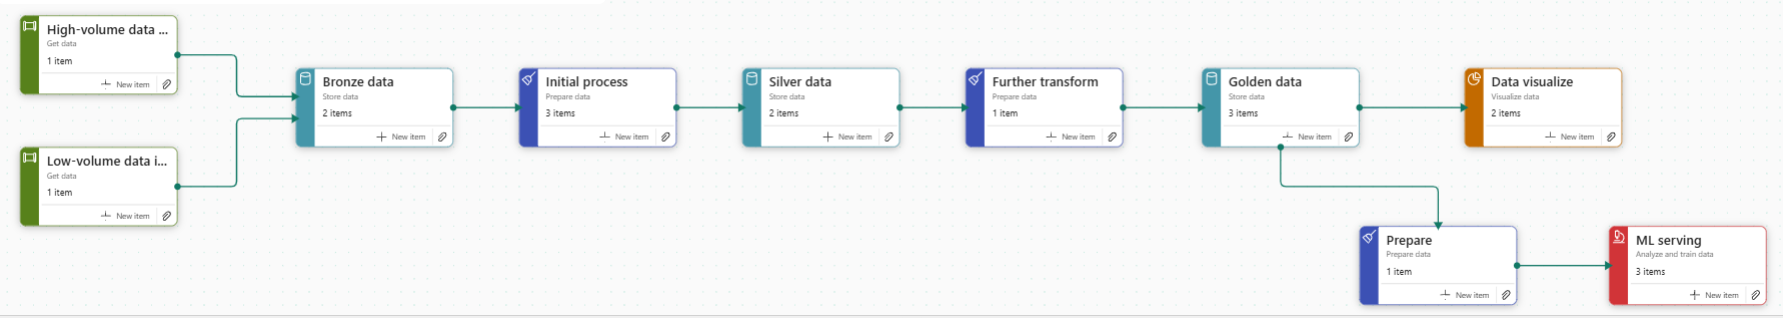 High-volume data ...
Get data
1 item
New item
Low-volume data i...
Get data
1 item
New item
Bronze data
Store data
2 items
New item
Initial process
Prepare data
3 items
New item
Silver data
Store data
2 items
New item
Further transform
Prepare data
1 item
New item
Golden data
Store data
3 items
New item
Data visualize
Visualize data
2 items
New item
Prepare
Prepare data
1 item
New item
ML serving
Analyze and train data
3 items
New item